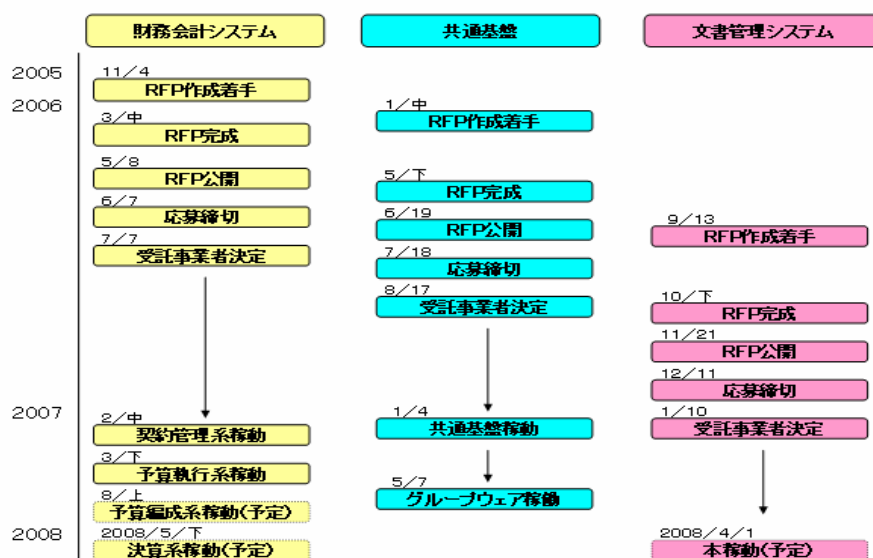 財務会計システム
共通基盤
文書管理システム
2005
11/4
RFP作成着手
2006
3/中
RFP完成
5/8
RFP公開
6/7
応募締切
7/7
受託事業者決定
1/中
RFP作成着手
5/下
RFP完成
6/19
RFP公開
7/18
応募締切
8/17
受託事業者決定
9/13
RFP作成着手
10/下
RFP完成
11/21
RFP公開
12/11
応募締切
2007
2/中
契約管理系稼動
3/下
予算執行系稼動
8/上
予算編成系稼動(予定)
1/4
共通基盤稼動
5/7
グループウェア稼働
1/10
受託事業者決定
2008
2008/5/下
決算系稼動(予定)
2008/4/1
本稼動(予定)